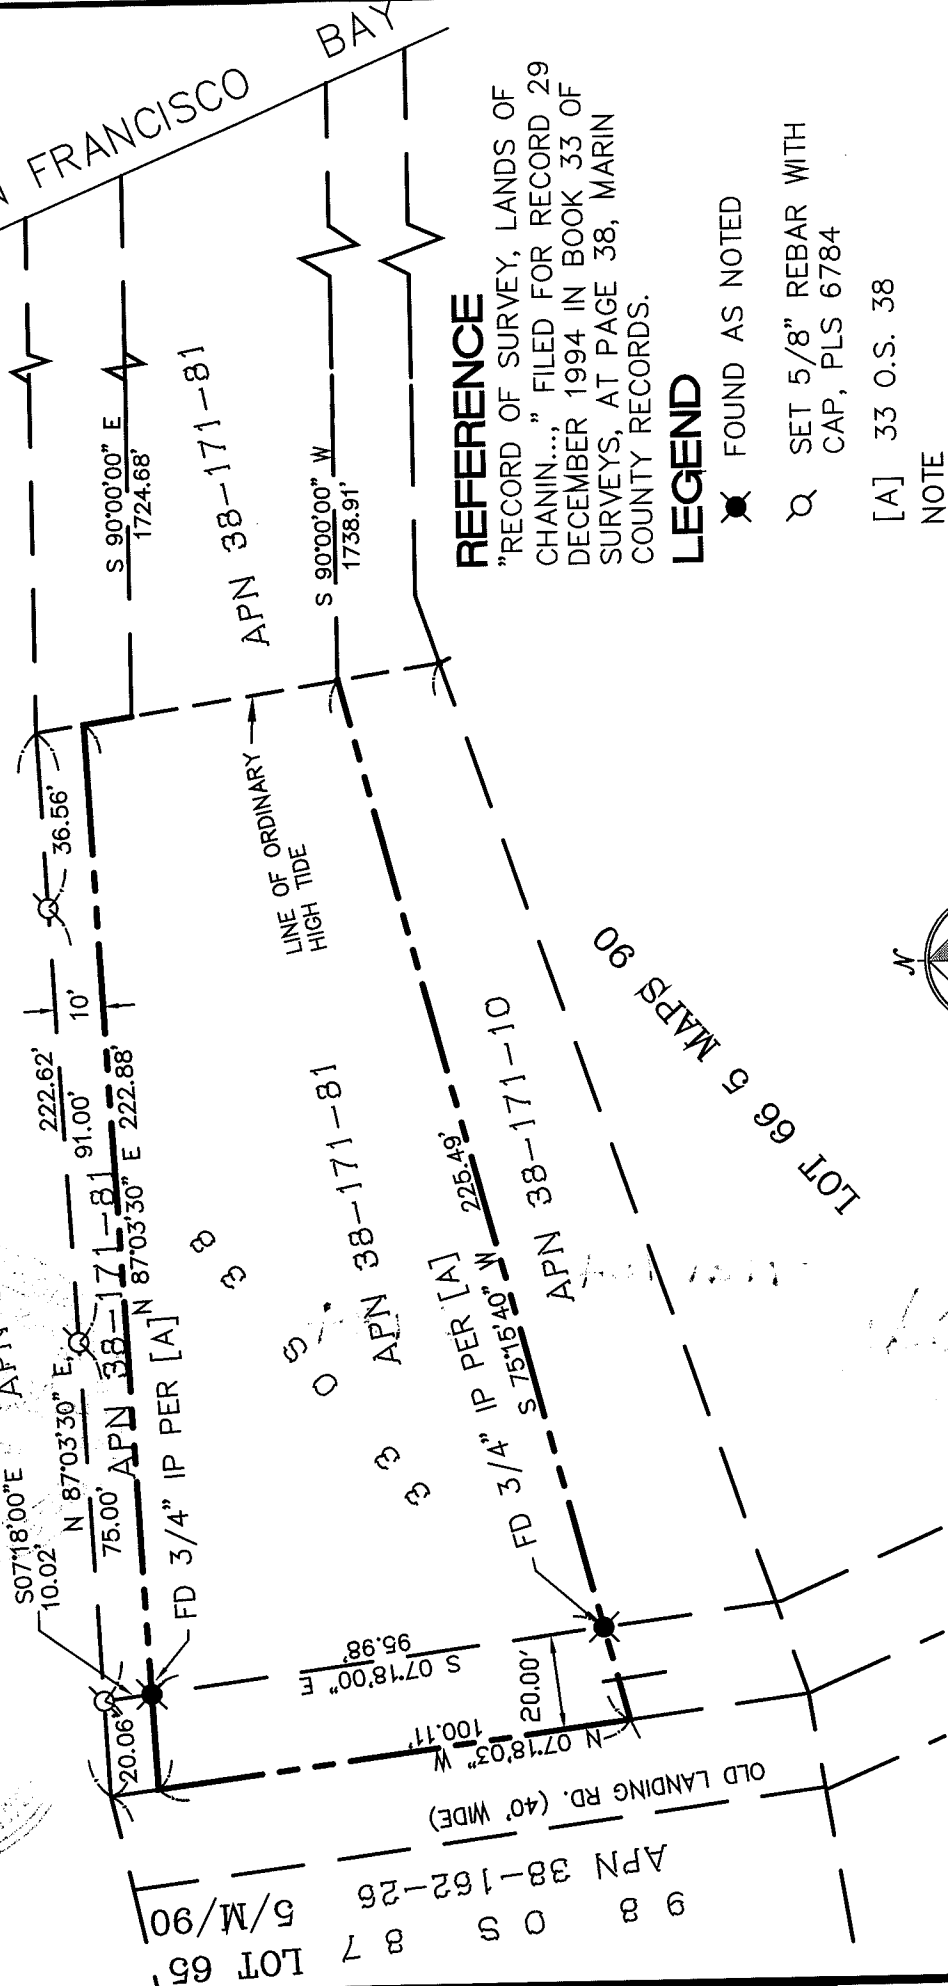 N FRANCISCO BAY
S 90°00'00" E
1724.68'
APN 38-171-81
S 90°00'00" W
1738.91'
REFERENCE
"RECORD OF SURVEY, LANDS OF
CHANIN...," FILED FOR RECORD 29
DECEMBER 1994 IN BOOK 33 OF
SURVEYS, AT PAGE 38, MARIN
COUNTY RECORDS.
LEGEND
FOUND AS NOTED
SET 5/8" REBAR WITH
CAP, PLS 6784
[A] 33 O.S. 38
NOTE
36.56'
LINE OF ORDINARY
HIGH TIDE
10'
222.62'
91.00'
N 87°03'30" E 222.88'
APN 38-171-81
N 87°03'30" E
75.00'
S07°18'00"E
10.02'
APN
FD 3/4" IP PER [A]
33 OS 38
APN 38-171-81
FD 3/4" IP PER [A]
S 75°15'40" W
225.49'
APN 38-171-10
LOT 66 5 MAPS 90
N
S 07°18'00" E
95.98'
20.00'
20.06'
N 07°18'03" W
100.11'
OLD LANDING RD. (40' WIDE)
APN 38-162-26
98 OS 87
LOT 65
5/M/90